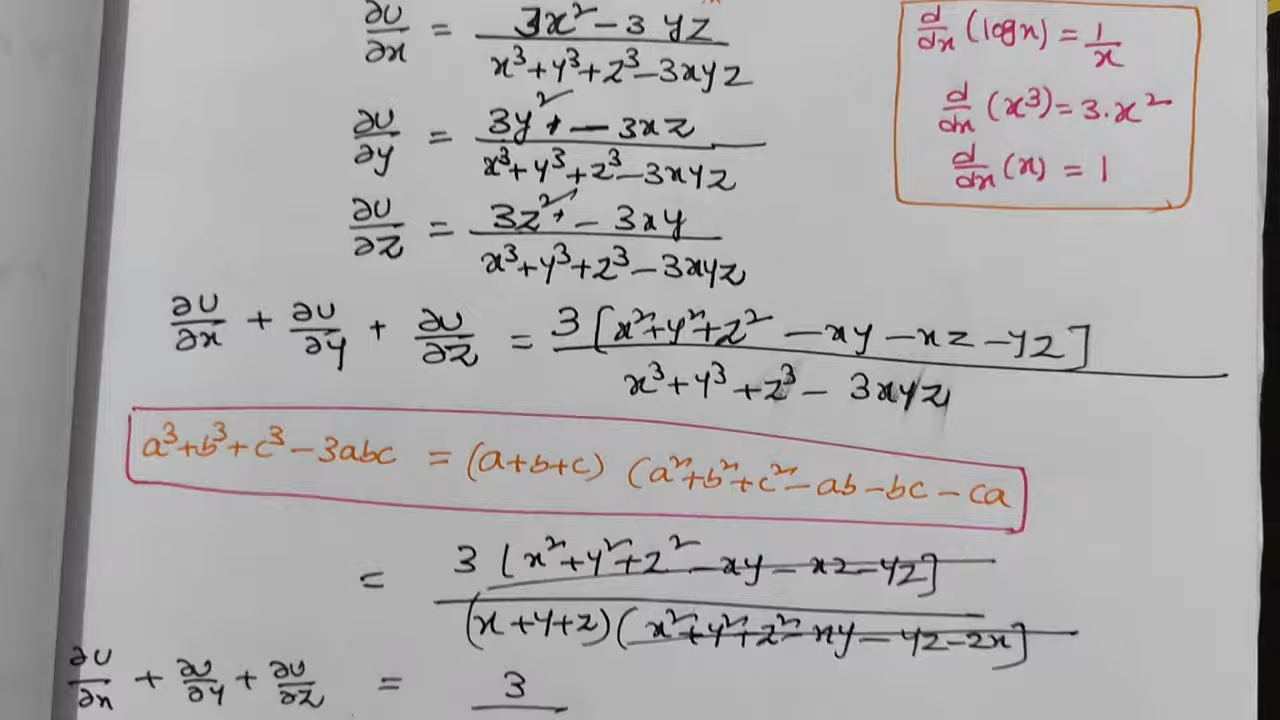 ∂U/∂x = (3x² − 3yz) / (x³+y³+z³−3xyz)
d/dx (logx) = 1/x
d/dx (x³) = 3·x²
d/dx (x) = 1
∂U/∂y = (3y² − 3xz) / (x³+y³+z³−3xyz)
∂U/∂z = (3z² − 3xy) / (x³+y³+z³−3xyz)
∂U/∂x + ∂U/∂y + ∂U/∂z = 3[x²+y²+z² − xy − xz − yz] / (x³+y³+z³ − 3xyz)
a³+b³+c³−3abc = (a+b+c) (a²+b²+c²−ab−bc−ca
= 3[x²+y²+z²−xy−xz−yz] / (x+y+z)(x²+y²+z²−xy−yz−zx]
∂U/∂x + ∂U/∂y + ∂U/∂z = 3